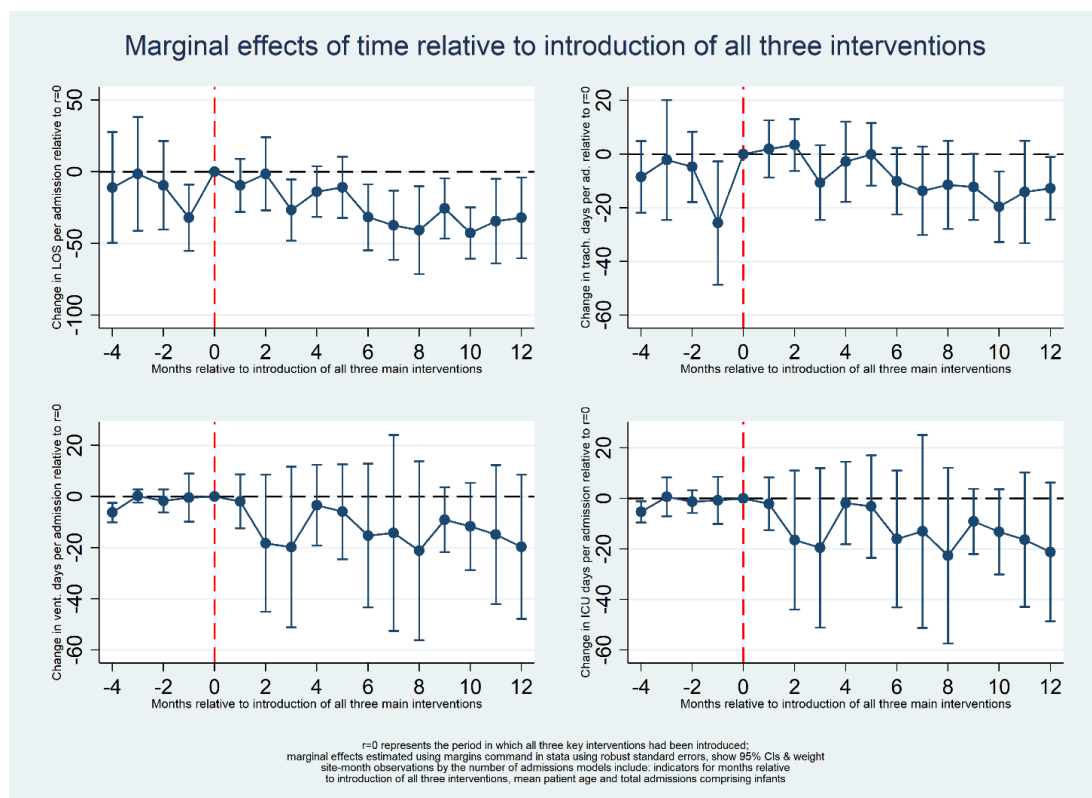 Marginal effects of time relative to introduction of all three interventions
Change in LOS per admission relative to r=0
50
0
-50
-100
-4 -2 0 2 4 6 8 10 12
Months relative to introduction of all three main interventions
Change in trach. days per ad. relative to r=0
20
0
-20
-40
-60
-4 -2 0 2 4 6 8 10 12
Months relative to introduction of all three main interventions
Change in vent. days per admission relative to r=0
20
0
-20
-40
-60
-4 -2 0 2 4 6 8 10 12
Months relative to introduction of all three main interventions
Change in ICU days per admission relative to r=0
20
0
-20
-40
-60
-4 -2 0 2 4 6 8 10 12
Months relative to introduction of all three main interventions
r=0 represents the period in which all three key interventions had been introduced;
marginal effects estimated using margins command in stata using robust standard errors, show 95% CIs & weight
site-month observations by the number of admissions models include: indicators for months relative
to introduction of all three interventions, mean patient age and total admissions comprising infants